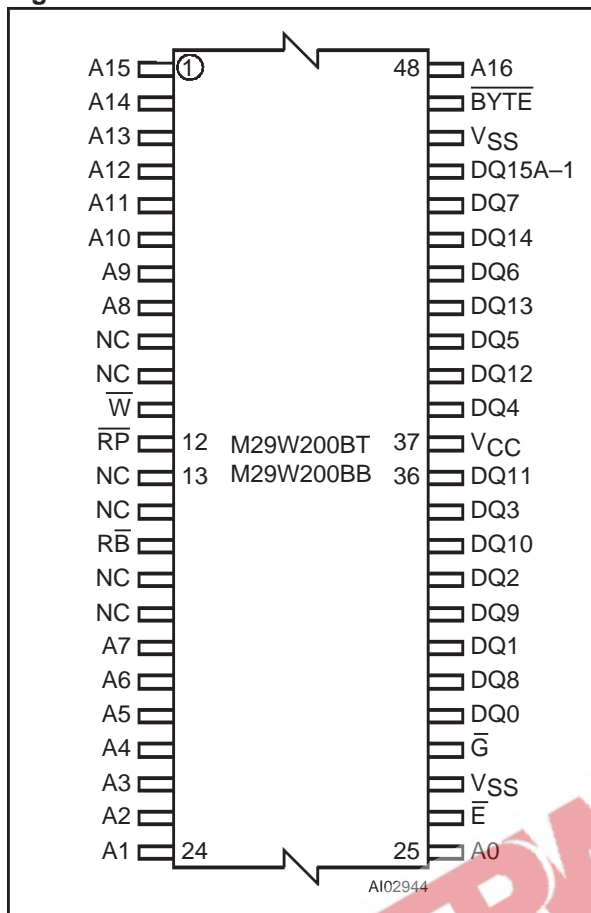 A15 1 48 A16
A14 B̅Y̅T̅E̅
A13 VSS
A12 DQ15A–1
A11 DQ7
A10 DQ14
A9 DQ6
A8 DQ13
NC DQ5
NC DQ12
W̅ DQ4
R̅P̅ 12 M29W200BT 37 VCC
NC 13 M29W200BB 36 DQ11
NC DQ3
RB̅ DQ10
NC DQ2
NC DQ9
A7 DQ1
A6 DQ8
A5 DQ0
A4 G̅
A3 VSS
A2 E̅
A1 24 25 A0
AI02944